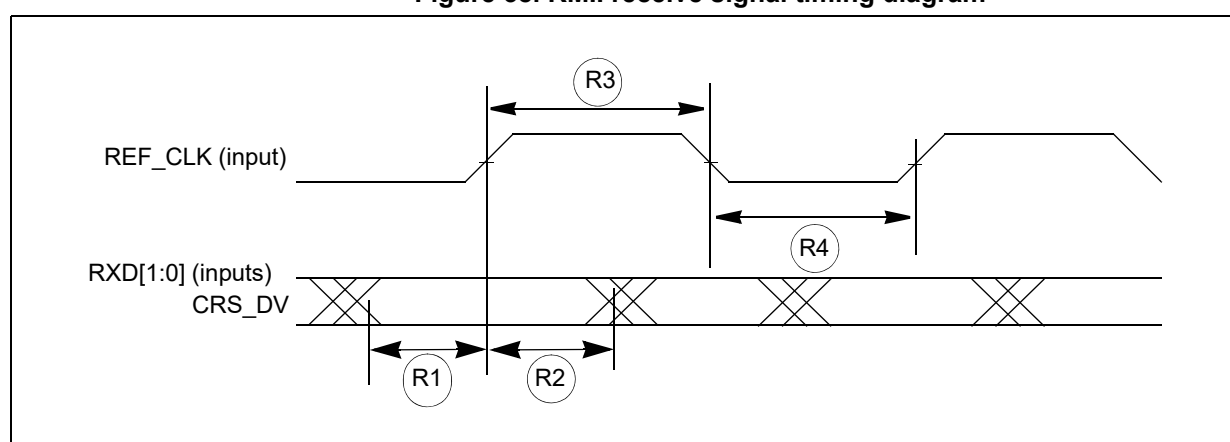 R3
REF_CLK (input)
R4
RXD[1:0] (inputs)
CRS_DV
R1
R2